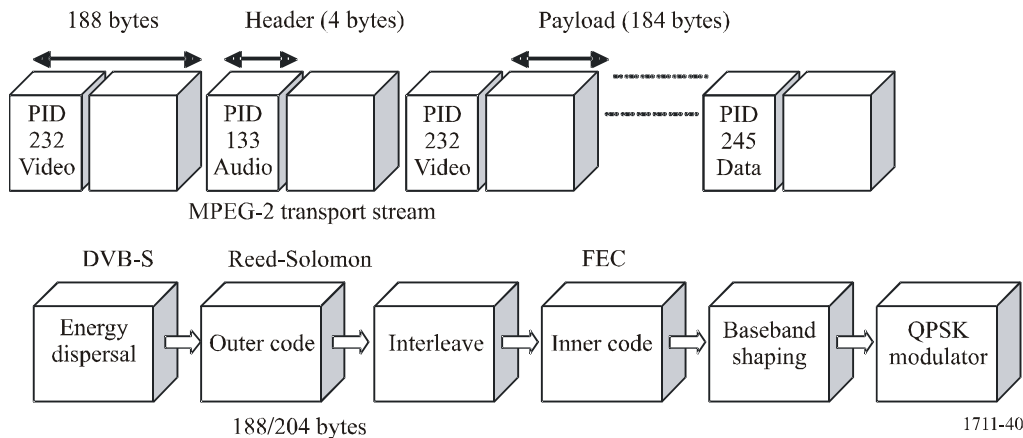 188 bytes
Header (4 bytes)
Payload (184 bytes)
PID
232
Video
PID
133
Audio
PID
232
Video
PID
245
Data
MPEG-2 transport stream
DVB-S
Reed-Solomon
FEC
Energy
dispersal
Outer code
Interleave
Inner code
Baseband
shaping
QPSK
modulator
188/204 bytes
1711-40